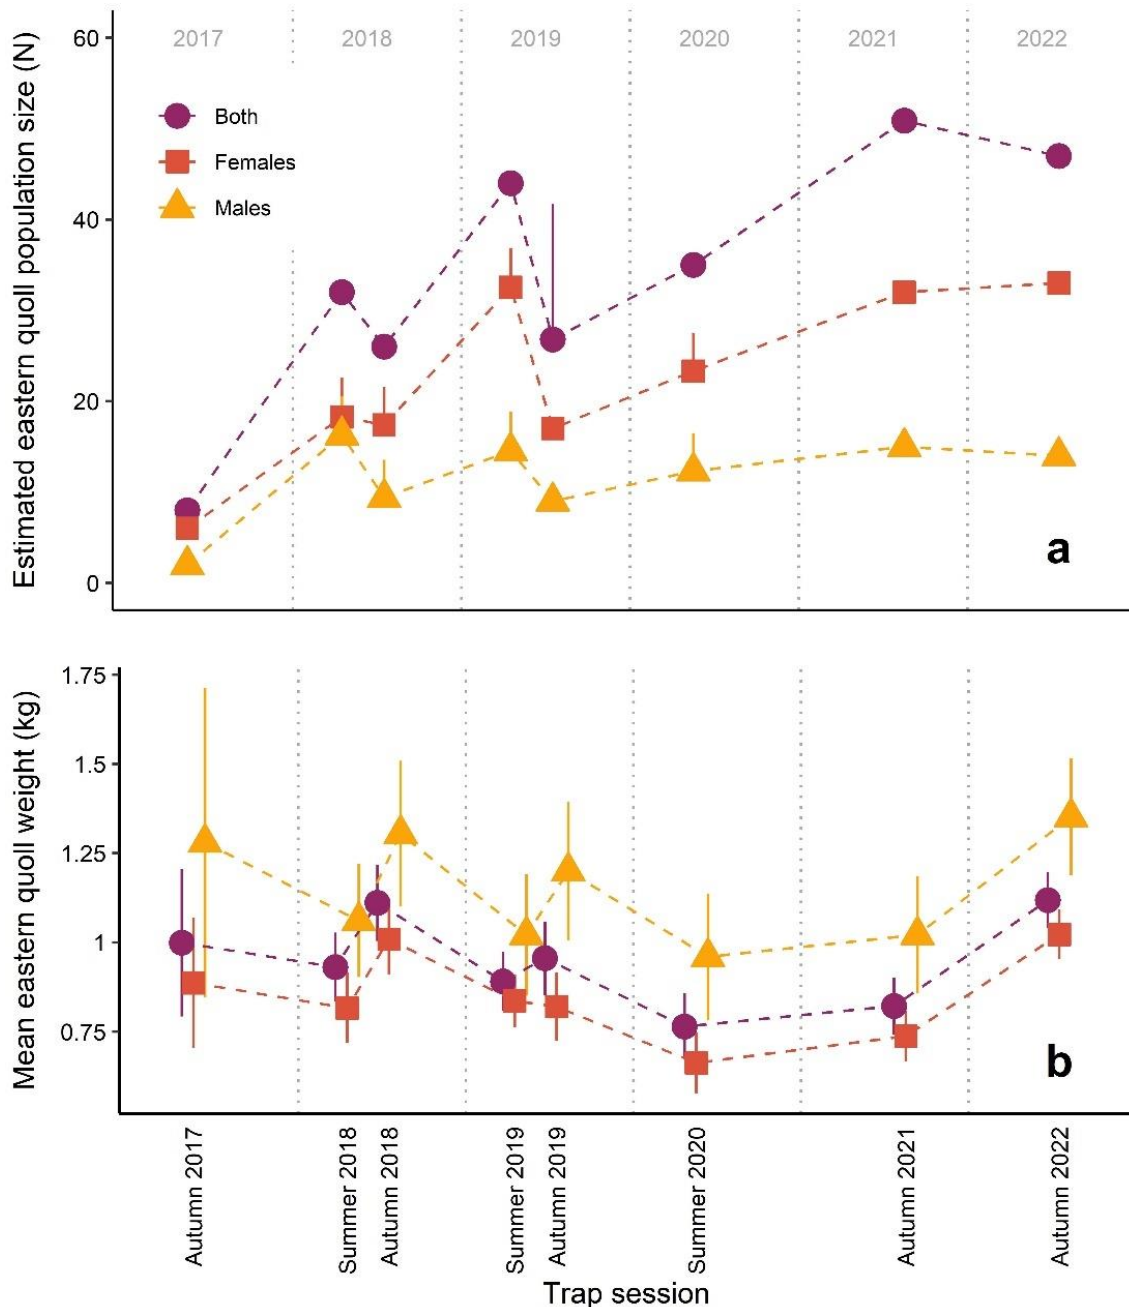 Estimated eastern quoll population size (N)
60
40
20
0
2017 2018 2019 2020 2021 2022
Both
Females
Males
a
Mean eastern quoll weight (kg)
1.75
1.5
1.25
1
0.75
b
Autumn 2017
Summer 2018
Autumn 2018
Summer 2019
Autumn 2019
Summer 2020
Autumn 2021
Autumn 2022
Trap session